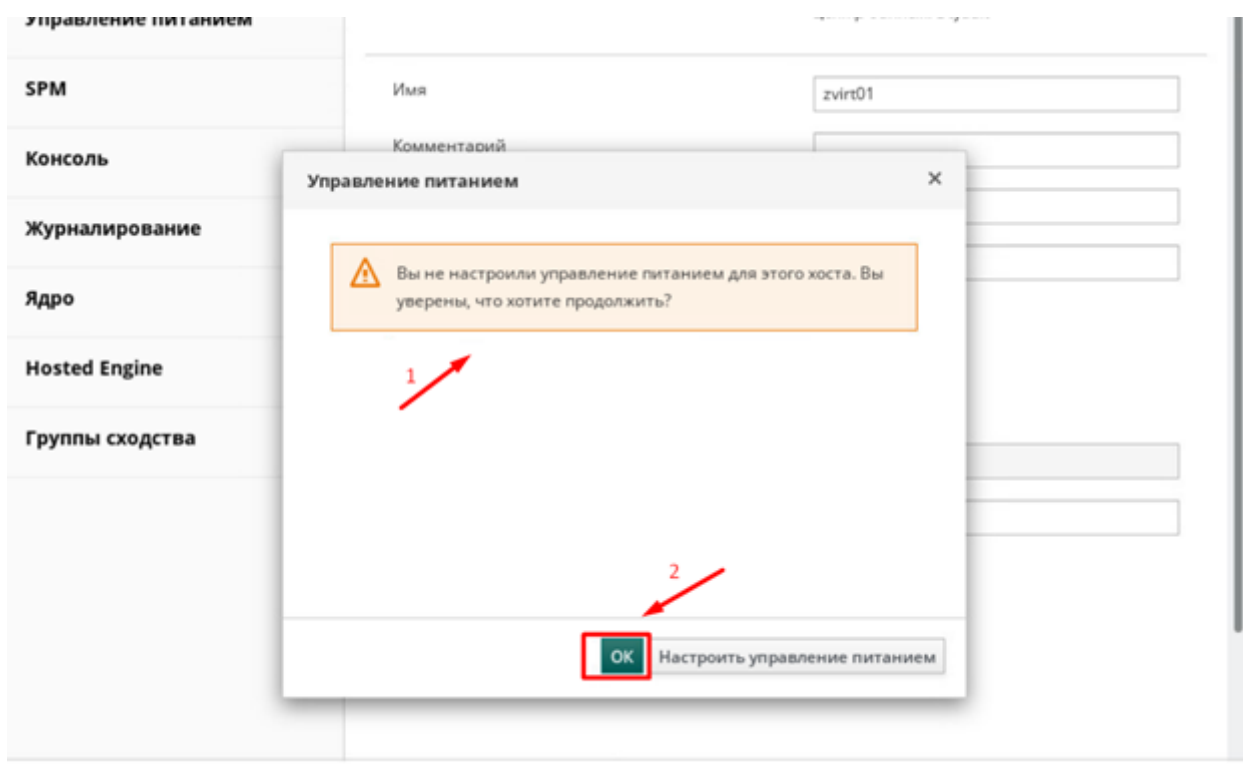 Управление питанием
SPM
Имя
zvirt01
Комментарий
Консоль
Управление питанием
×
Журналирование
Вы не настроили управление питанием для этого хоста. Вы
уверены, что хотите продолжить?
Ядро
Hosted Engine
1
Группы сходства
2
OK
Настроить управление питанием